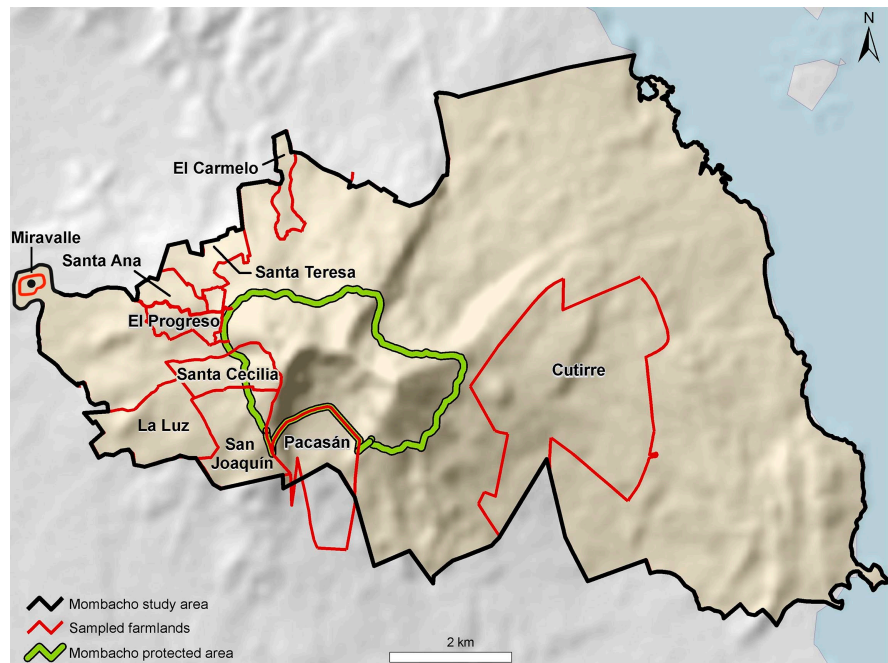 N
El Carmelo
Miravalle
Santa Ana
Santa Teresa
El Progreso
Santa Cecilia
Cutirre
La Luz
San
Joaquín
Pacasán
Mombacho study area
Sampled farmlands
Mombacho protected area
2 km